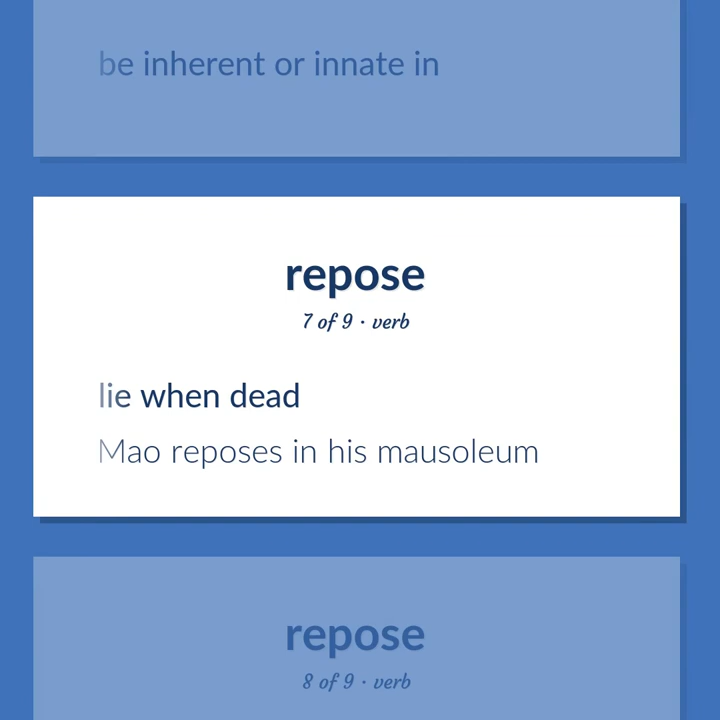 be inherent or innate in
repose
7 of 9 · verb
lie when dead
Mao reposes in his mausoleum
repose
8 of 9 · verb